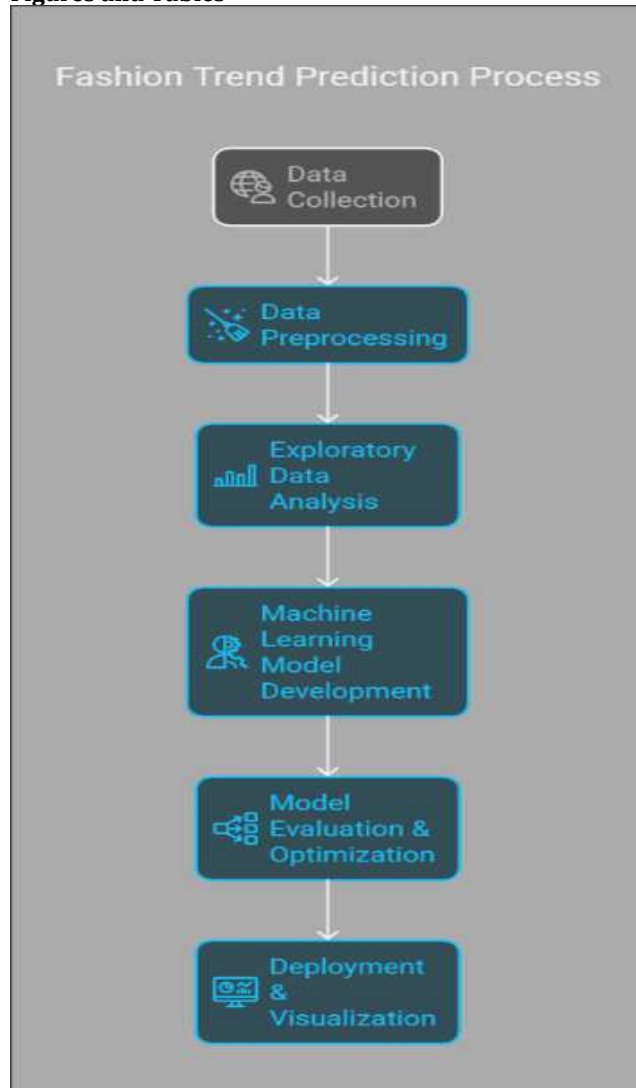 Figures and Tables
Fashion Trend Prediction Process
Data
Collection
Data
Preprocessing
Exploratory
Data
Analysis
Machine
Learning
Model
Development
Model
Evaluation &
Optimization
Deployment
&
Visualization